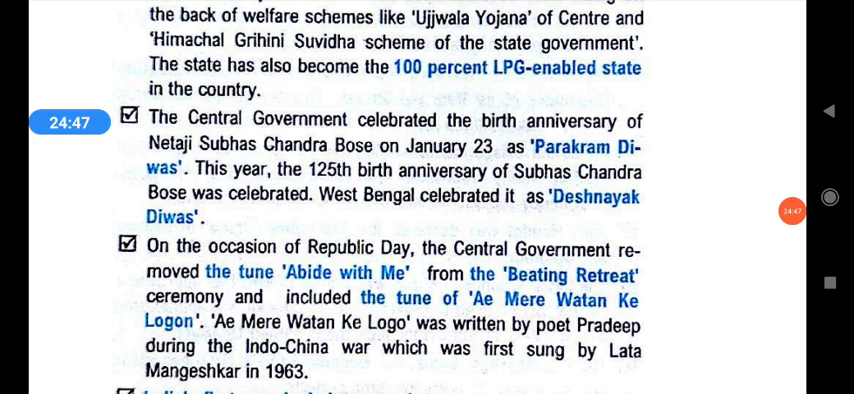 the back of welfare schemes like 'Ujjwala Yojana' of Centre and
'Himachal Grihini Suvidha scheme of the state government'.
The state has also become the 100 percent LPG-enabled state
in the country.
24:47
The Central Government celebrated the birth anniversary of
Netaji Subhas Chandra Bose on January 23 as 'Parakram Di-
was'. This year, the 125th birth anniversary of Subhas Chandra
Bose was celebrated. West Bengal celebrated it as 'Deshnayak
Diwas'.
24:47
On the occasion of Republic Day, the Central Government re-
moved the tune 'Abide with Me' from the 'Beating Retreat'
ceremony and included the tune of 'Ae Mere Watan Ke
Logon'. 'Ae Mere Watan Ke Logo' was written by poet Pradeep
during the Indo-China war which was first sung by Lata
Mangeshkar in 1963.